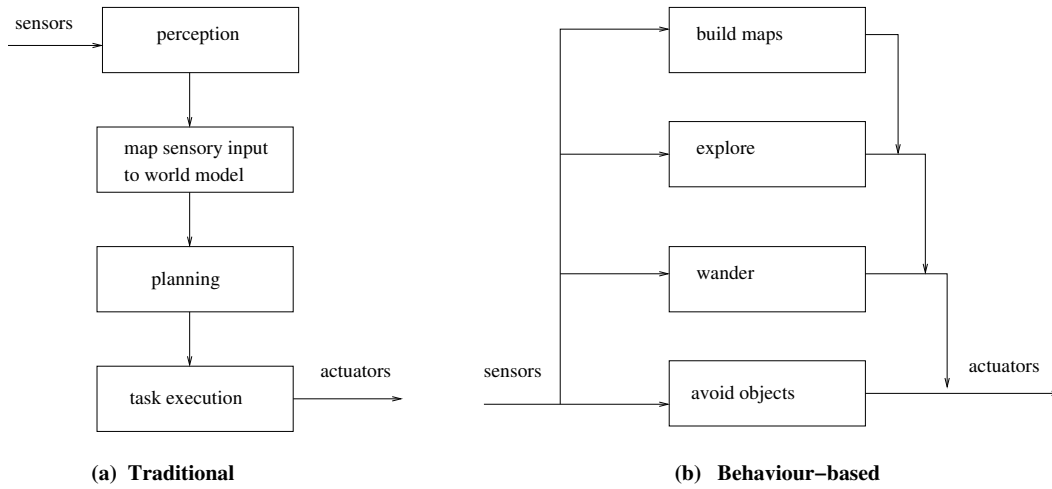 sensors
perception
map sensory input
to world model
planning
task execution
actuators
(a) Traditional
build maps
explore
wander
sensors
avoid objects
actuators
(b) Behaviour−based